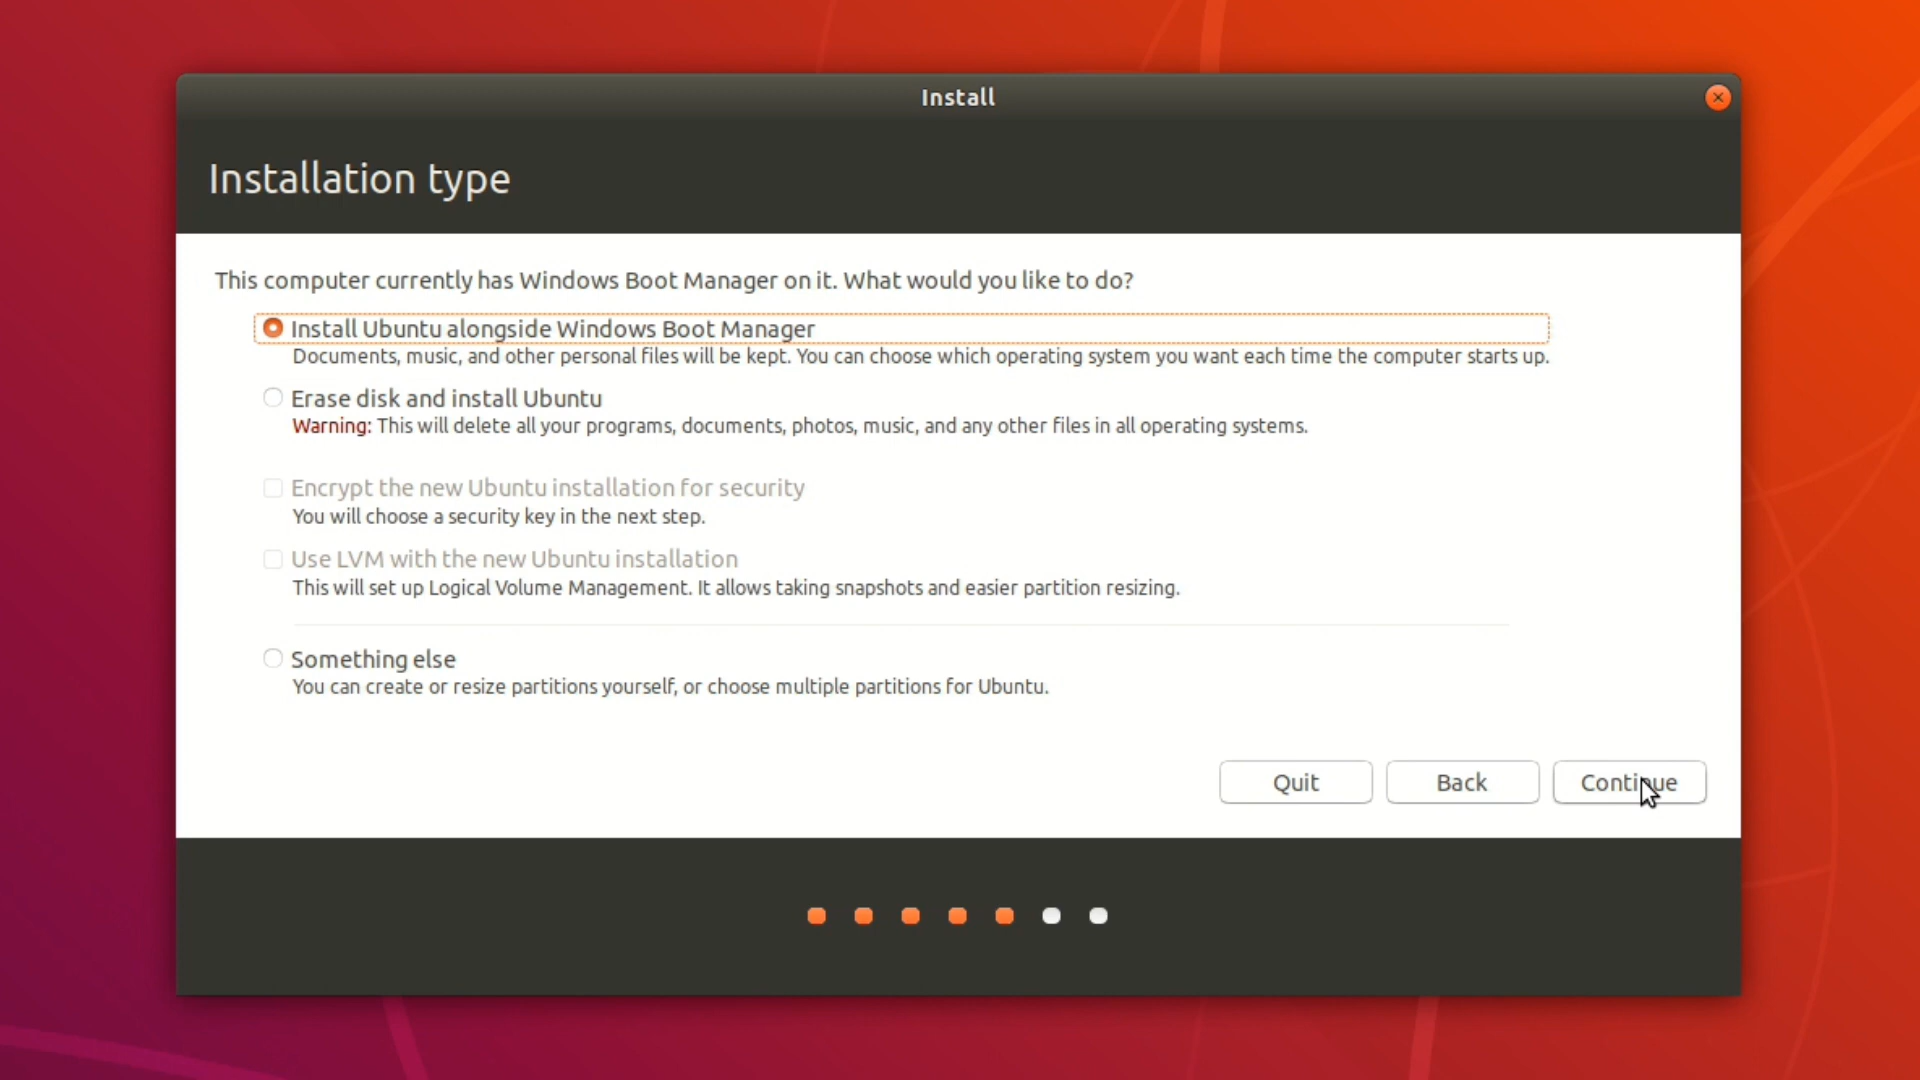 Install
Installation type
This computer currently has Windows Boot Manager on it. What would you like to do?
Install Ubuntu alongside Windows Boot Manager
Documents, music, and other personal files will be kept. You can choose which operating system you want each time the computer starts up.
Erase disk and install Ubuntu
Warning: This will delete all your programs, documents, photos, music, and any other files in all operating systems.
Encrypt the new Ubuntu installation for security
You will choose a security key in the next step.
Use LVM with the new Ubuntu installation
This will set up Logical Volume Management. It allows taking snapshots and easier partition resizing.
Something else
You can create or resize partitions yourself, or choose multiple partitions for Ubuntu.
Quit Back Continue